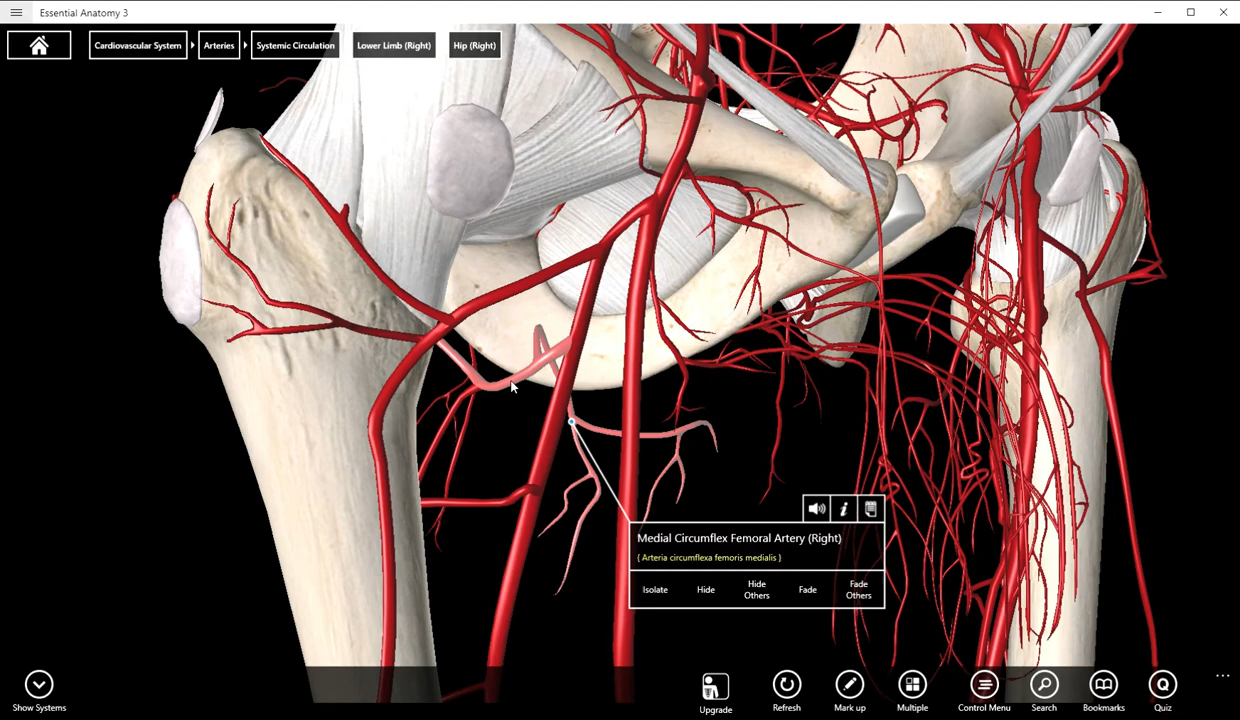 Essential Anatomy 3
Cardiovascular System
Arteries
Systemic Circulation
Lower Limb (Right)
Hip (Right)
Medial Circumflex Femoral Artery (Right)
{ Arteria circumflexa femoris medialis }
Isolate
Hide
Hide
Others
Fade
Fade
Others
Show Systems
Upgrade
Refresh
Mark up
Multiple
Control Menu
Search
Bookmarks
Q
Quiz